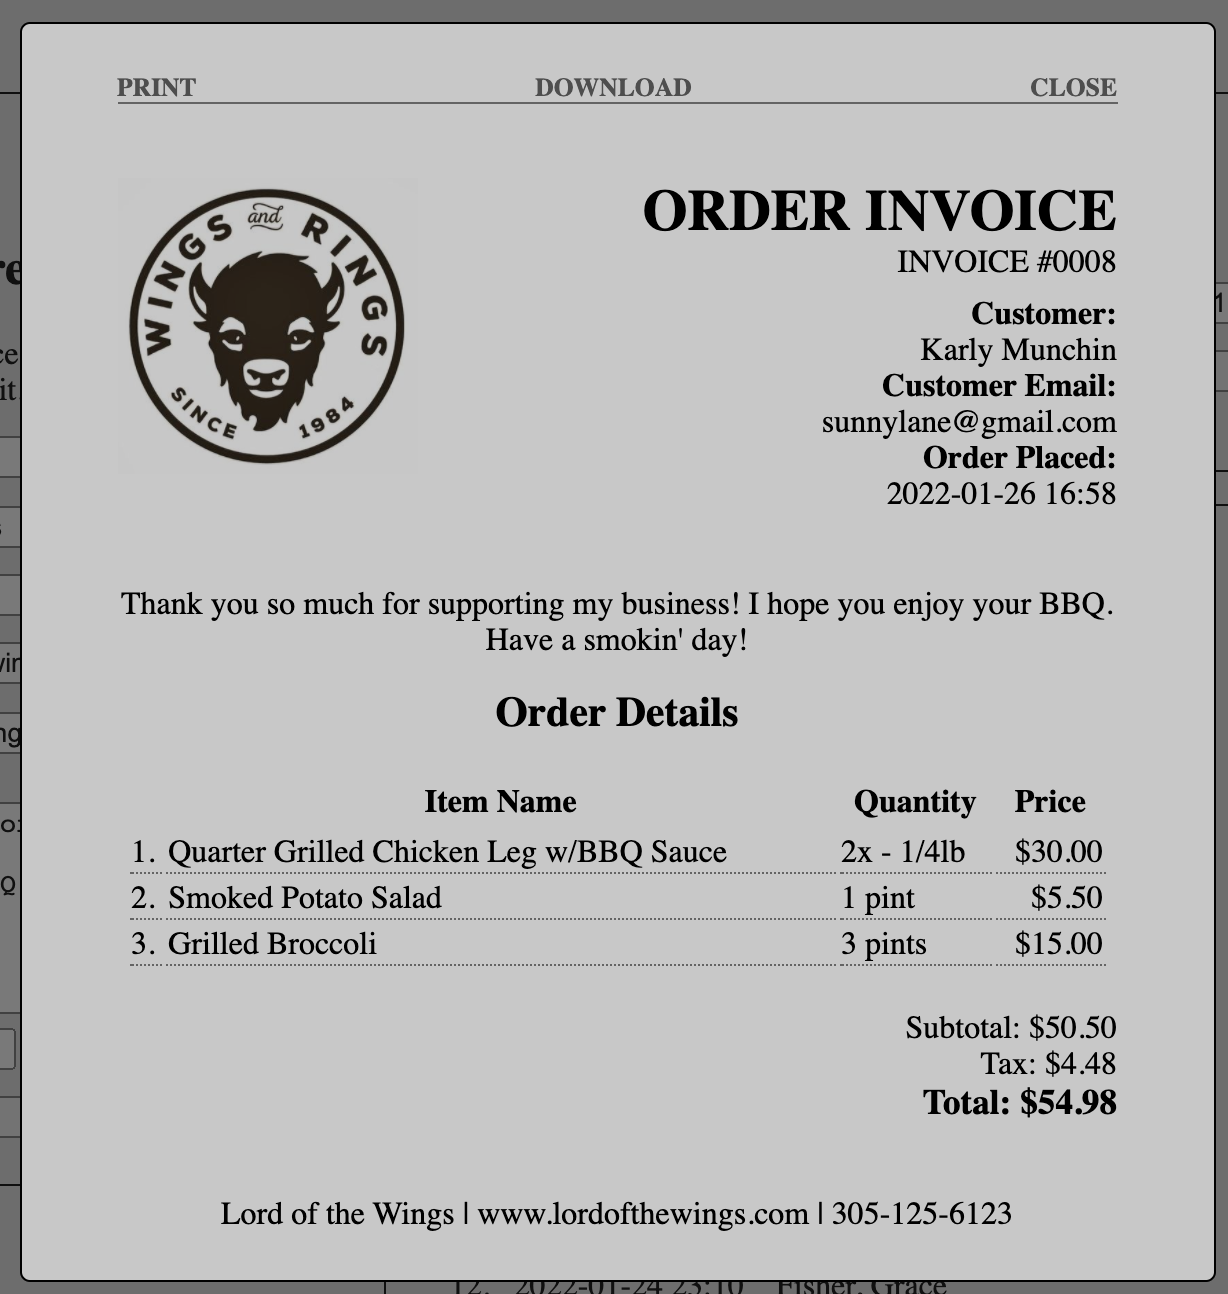 PRINT DOWNLOAD CLOSE
WINGS and RINGS
SINCE 1984
ORDER INVOICE
INVOICE #0008
Customer:
Karly Munchin
Customer Email:
sunnylane@gmail.com
Order Placed:
2022-01-26 16:58
Thank you so much for supporting my business! I hope you enjoy your BBQ.
Have a smokin' day!
Order Details
Item Name Quantity Price
1. Quarter Grilled Chicken Leg w/BBQ Sauce 2x - 1/4lb $30.00
2. Smoked Potato Salad 1 pint $5.50
3. Grilled Broccoli 3 pints $15.00
Subtotal: $50.50
Tax: $4.48
Total: $54.98
Lord of the Wings | www.lordofthewings.com | 305-125-6123
12. 2022-01-24 23:10 Fisher, Grace